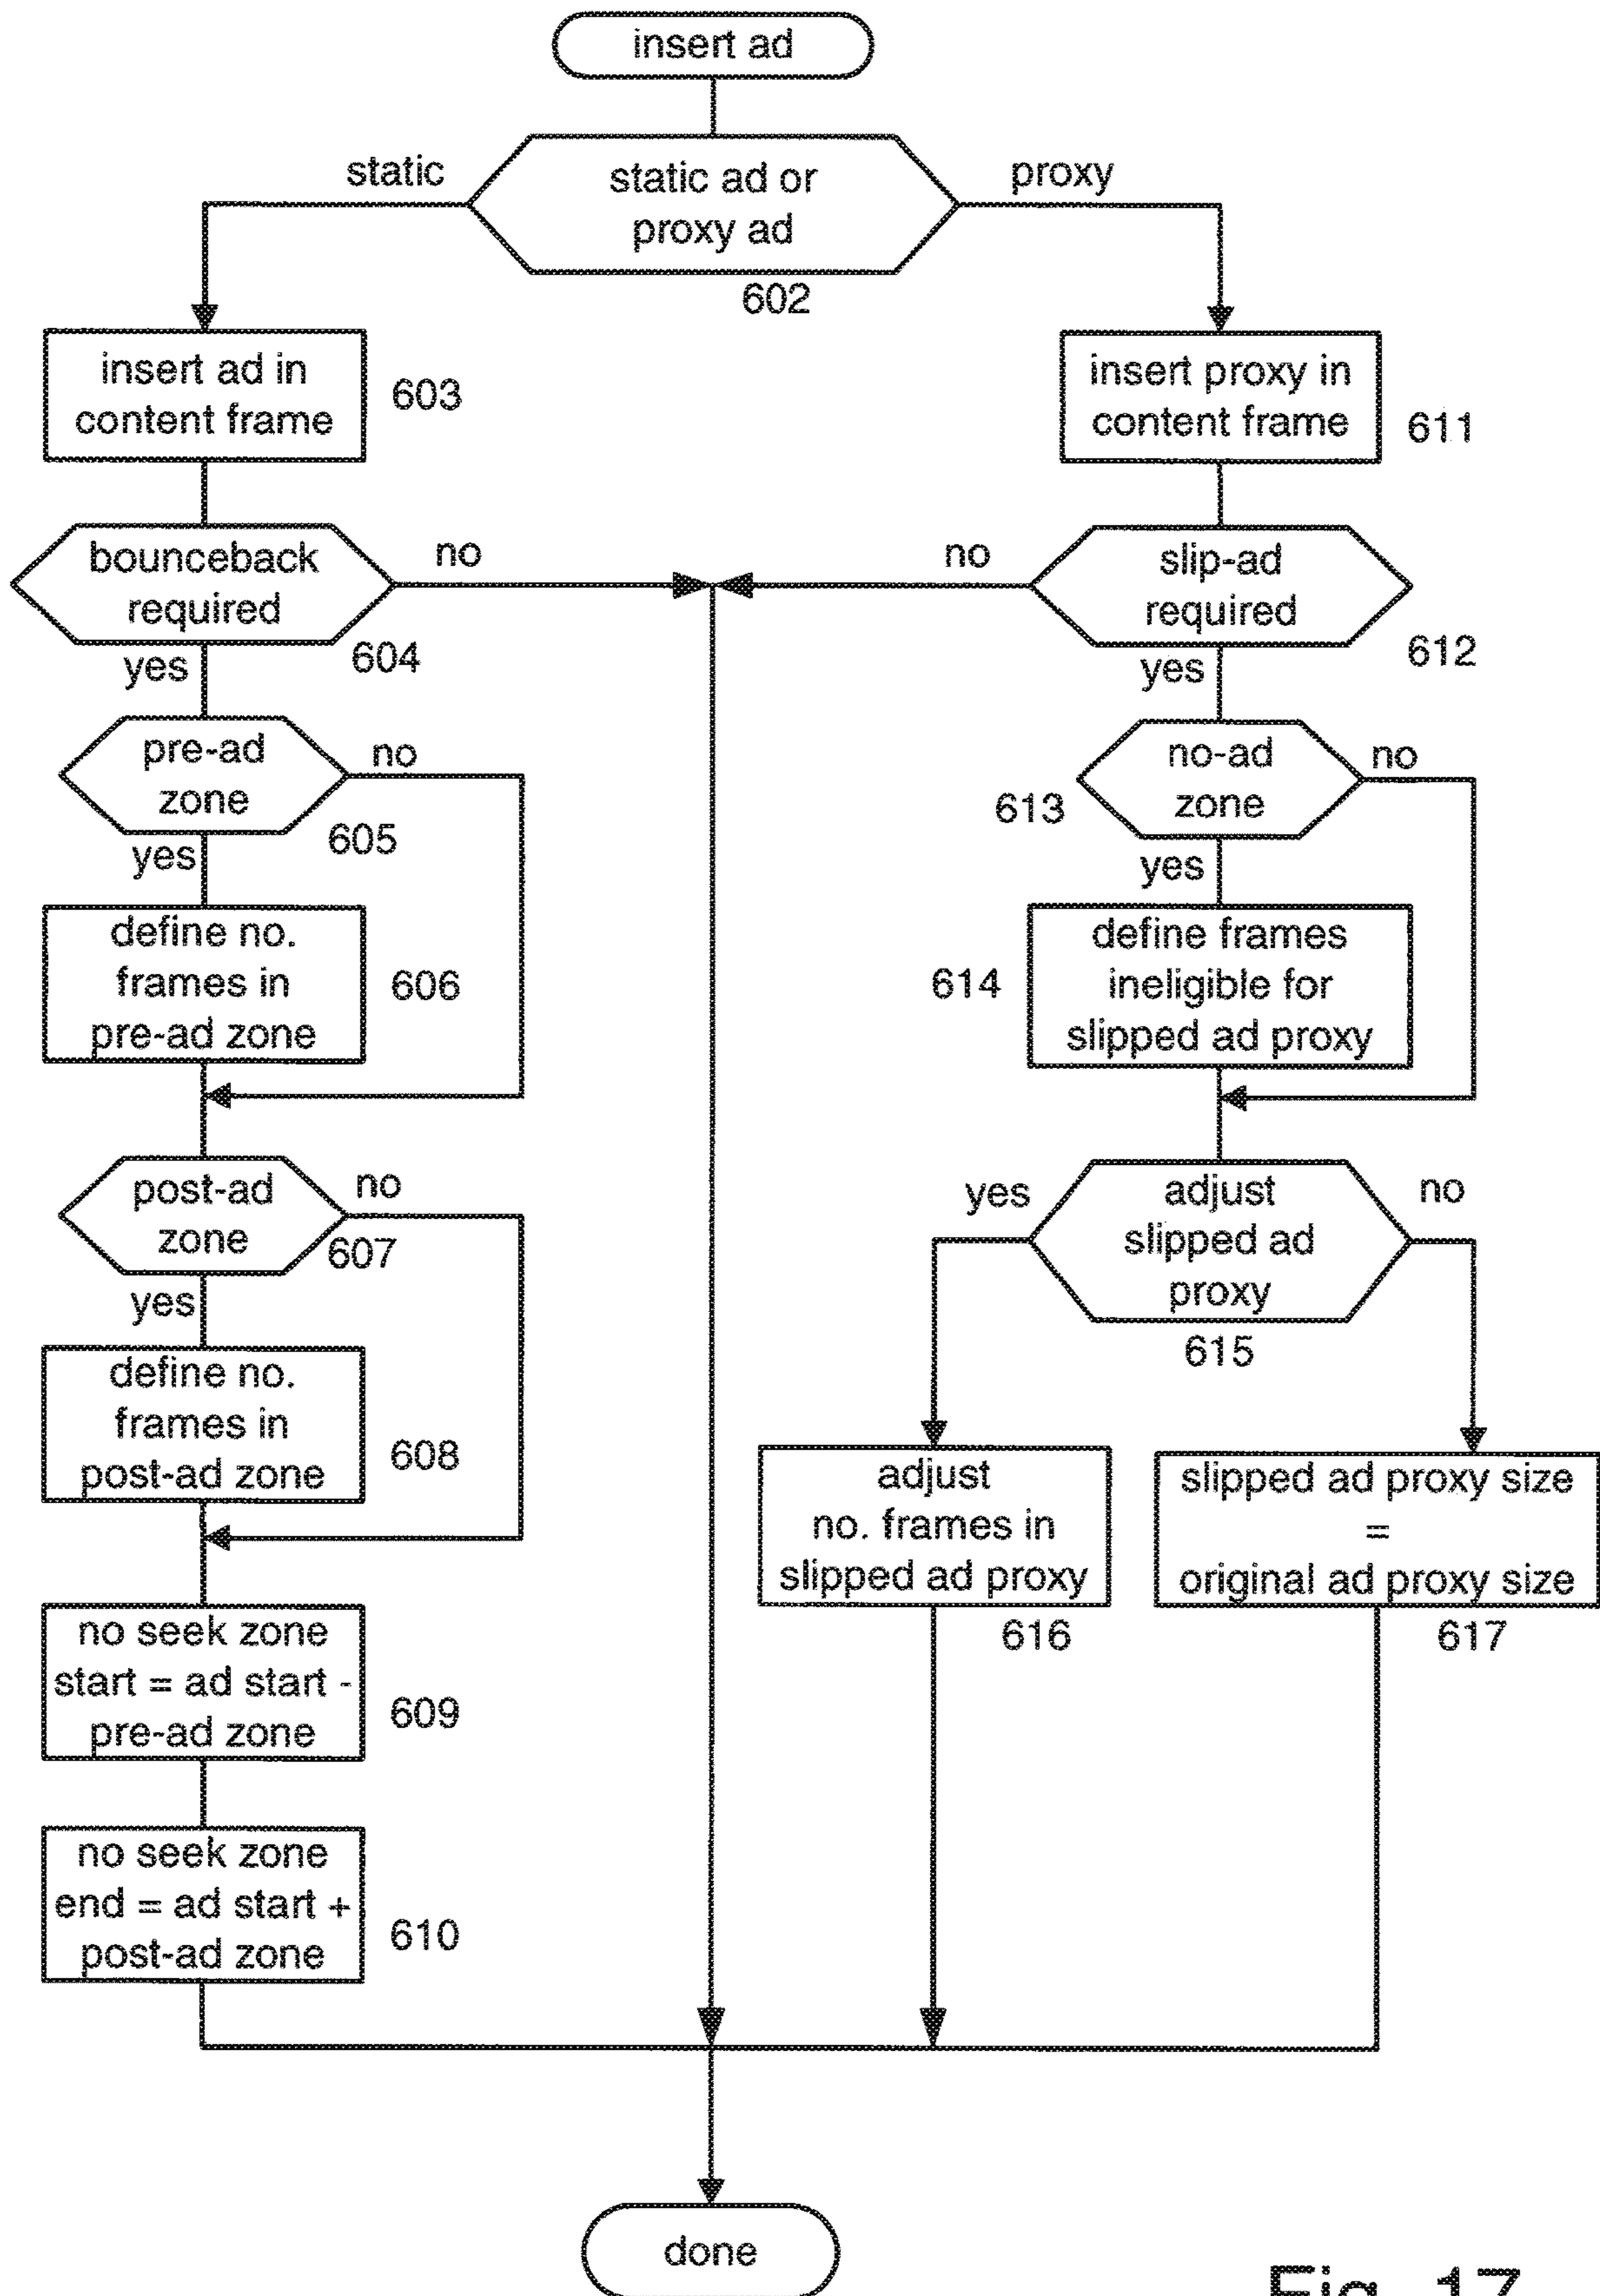 insert ad
static
static ad or
proxy ad
proxy
602
insert ad in
content frame
603
insert proxy in
content frame
611
bounceback
required
no
604
yes
no
slip-ad
required
612
yes
pre-ad
zone
no
605
yes
no-ad
zone
no
613
yes
define no.
frames in
pre-ad zone
606
define frames
ineligible for
slipped ad proxy
614
post-ad
zone
no
607
yes
yes
adjust
slipped ad
proxy
no
615
define no.
frames in
post-ad zone
608
adjust
no. frames in
slipped ad proxy
616
slipped ad proxy size
=
original ad proxy size
617
no seek zone
start = ad start -
pre-ad zone
609
no seek zone
end = ad start +
post-ad zone
610
done
Fig. 17